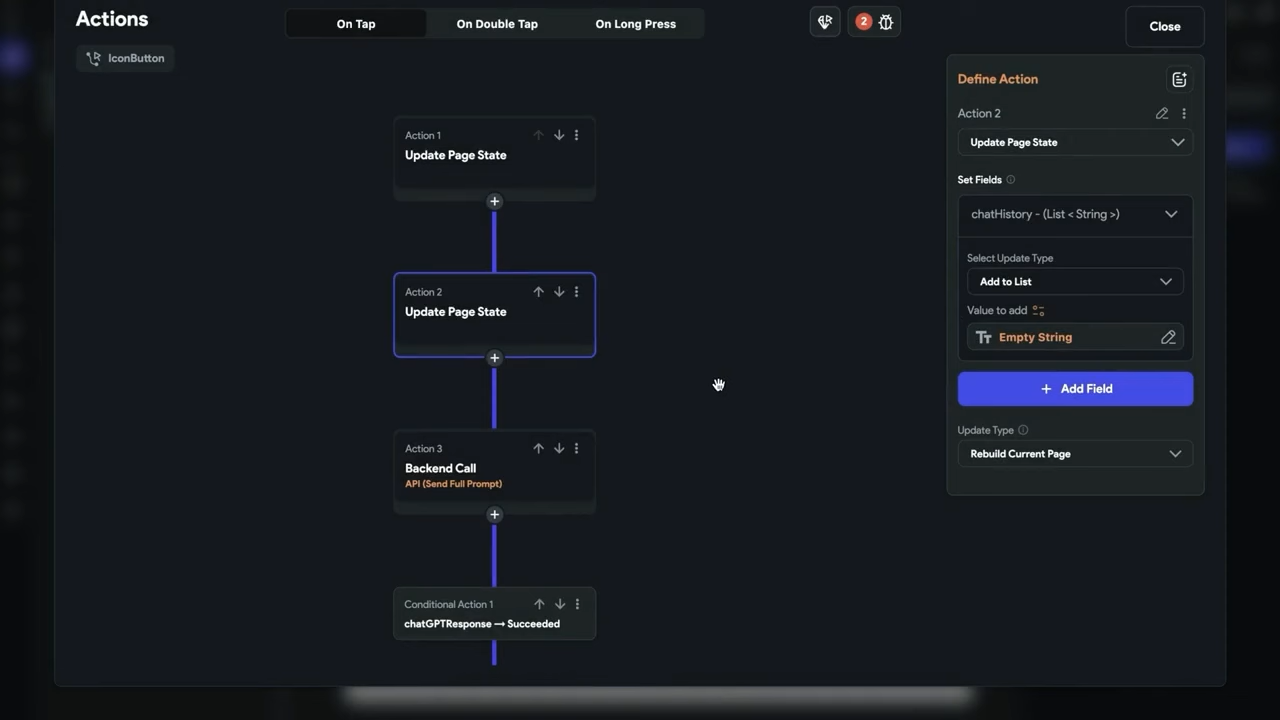 Actions
On Tap
On Double Tap
On Long Press
2
Close
IconButton
Action 1
Update Page State
Action 2
Update Page State
Action 3
Backend Call
API (Send Full Prompt)
Conditional Action 1
chatGPTResponse → Succeeded
Define Action
Action 2
Update Page State
Set Fields
chatHistory - (List < String >)
Select Update Type
Add to List
Value to add
Tт Empty String
+ Add Field
Update Type
Rebuild Current Page